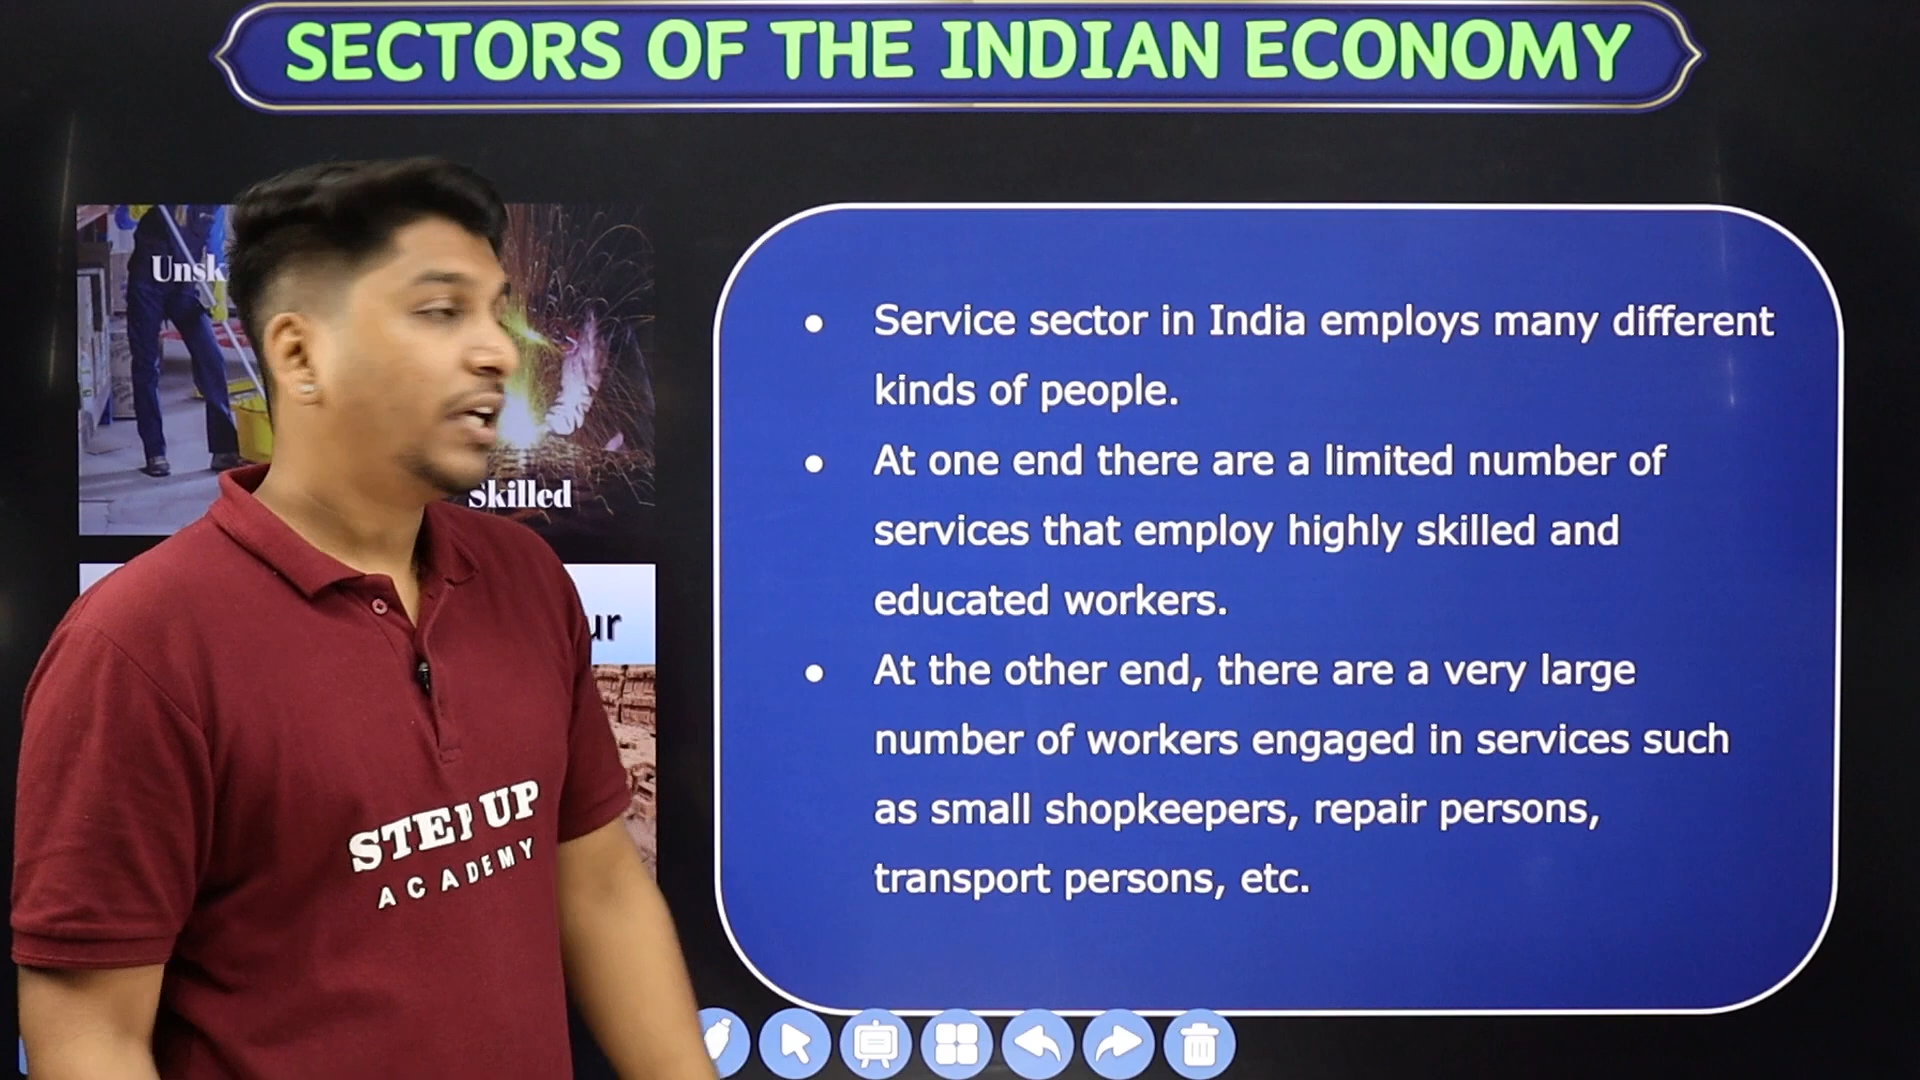 SECTORS OF THE INDIAN ECONOMY
Skilled
● Service sector in India employs many different
kinds of people.
● At one end there are a limited number of
services that employ highly skilled and
educated workers.
● At the other end, there are a very large
number of workers engaged in services such
as small shopkeepers, repair persons,
transport persons, etc.
STEP UP
ACADEMY